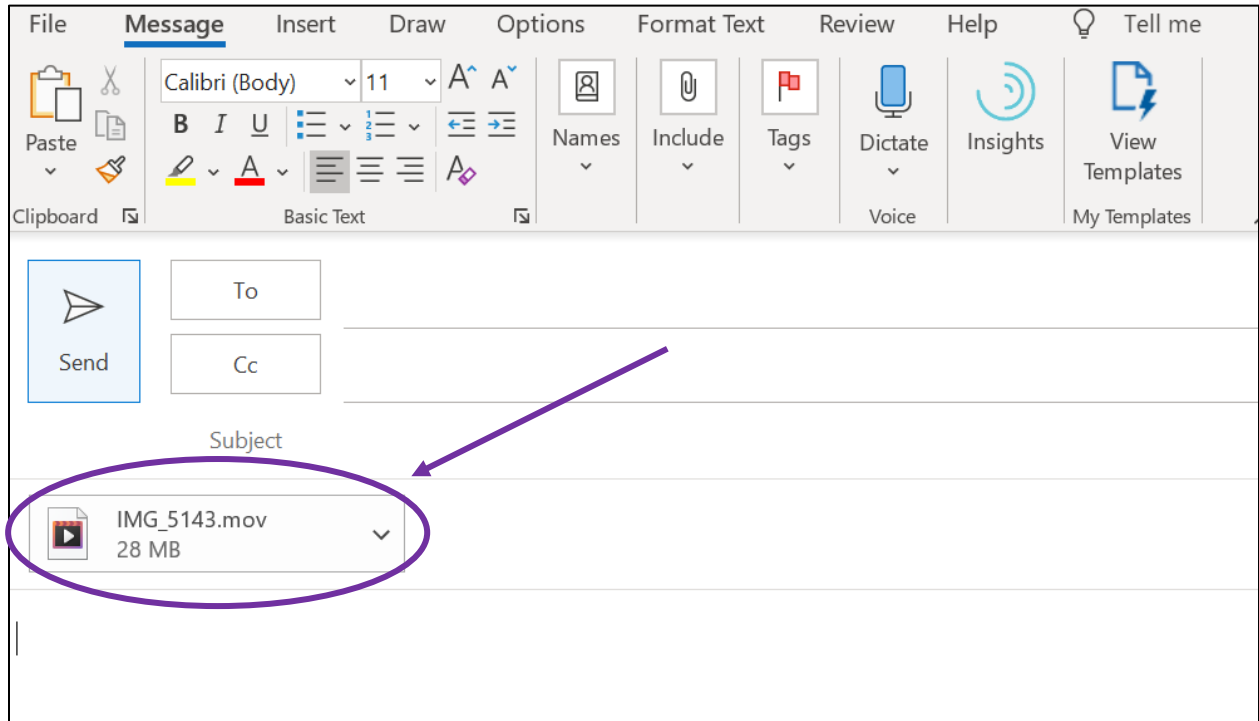 File Message Insert Draw Options Format Text Review Help Tell me
Calibri (Body) 11 A A
B I U
Paste
A
Names Include Tags Dictate Insights View Templates
Clipboard Basic Text Voice My Templates
To
Send
Cc
Subject
IMG_5143.mov
28 MB